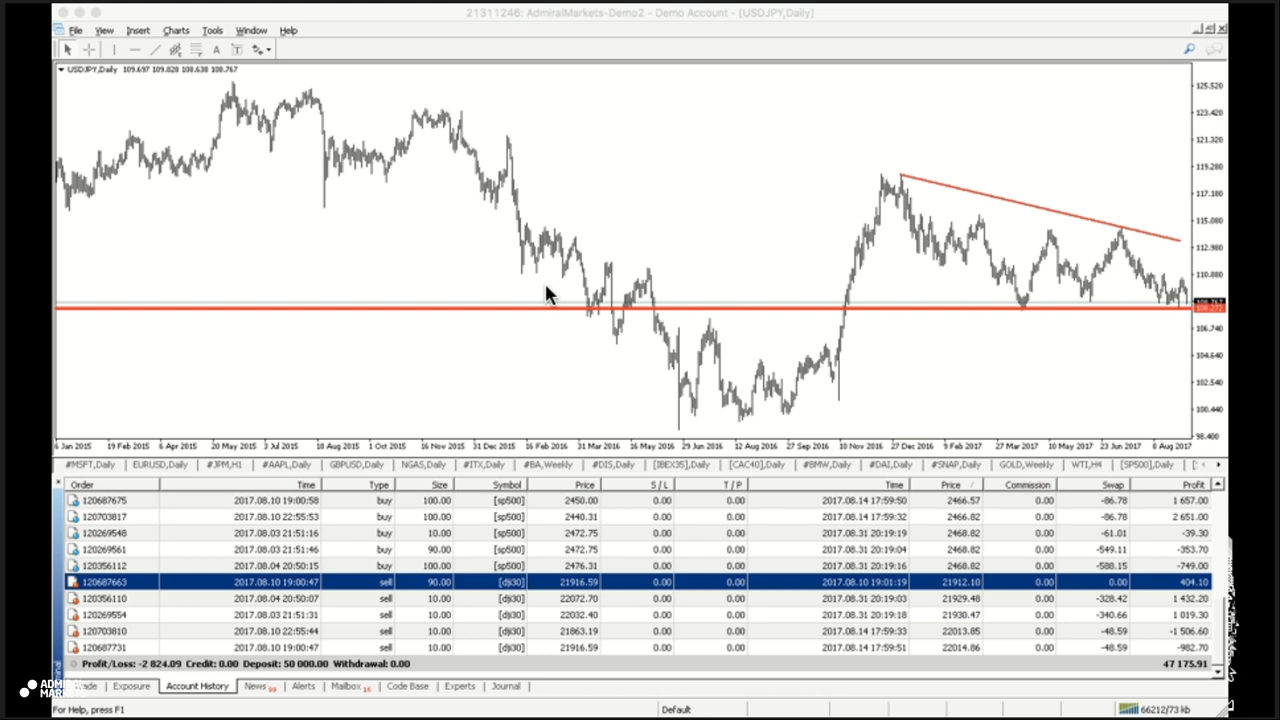 21311246: AdmiralMarkets-Demo2 - Demo Account - [USDJPY,Daily]
File View Insert Charts Tools Window Help
USDJPY,Daily 109.697 109.828 108.638 108.767
125.520
123.420
121.320
119.280
117.180
115.080
112.980
110.880
108.767
108.272
106.740
104.640
102.540
100.440
98.400
6 Jan 2015 19 Feb 2015 6 Apr 2015 20 May 2015 3 Jul 2015 18 Aug 2015 1 Oct 2015 16 Nov 2015 31 Dec 2015 16 Feb 2016 31 Mar 2016 16 May 2016 29 Jun 2016 12 Aug 2016 27 Sep 2016 10 Nov 2016 27 Dec 2016 9 Feb 2017 27 Mar 2017 10 May 2017 23 Jun 2017 8 Aug 2017
#MSFT,Daily EURUSD,Daily #JPM,H1 #AAPL,Daily GBPUSD,Daily NGAS,Daily #ITX,Daily #BA,Weekly #DIS,Daily [IBEX35],Daily [CAC40],Daily #BMW,Daily #DAI,Daily #SNAP,Daily GOLD,Weekly WTI,H4 [SP500],Daily
Order Time Type Size Symbol Price S / L T / P Time Price Commission Swap Profit
120687675 2017.08.10 19:00:58 buy 100.00 [sp500] 2450.00 0.00 0.00 2017.08.14 17:59:50 2466.57 0.00 -86.78 1 657.00
120703817 2017.08.10 22:55:53 buy 100.00 [sp500] 2440.31 0.00 0.00 2017.08.14 17:59:32 2466.82 0.00 -86.78 2 651.00
120269548 2017.08.03 21:51:16 buy 10.00 [sp500] 2472.75 0.00 0.00 2017.08.31 20:19:19 2468.82 0.00 -61.01 -39.30
120269561 2017.08.03 21:51:46 buy 90.00 [sp500] 2472.75 0.00 0.00 2017.08.31 20:19:04 2468.82 0.00 -549.11 -353.70
120356112 2017.08.04 20:50:15 buy 100.00 [sp500] 2476.31 0.00 0.00 2017.08.31 20:19:16 2468.82 0.00 -588.15 -749.00
120687663 2017.08.10 19:00:47 sell 90.00 [dji30] 21916.59 0.00 0.00 2017.08.10 19:01:19 21912.10 0.00 0.00 404.10
120356110 2017.08.04 20:50:07 sell 10.00 [dji30] 22072.70 0.00 0.00 2017.08.31 20:19:03 21929.48 0.00 -328.42 1 432.20
120269554 2017.08.03 21:51:31 sell 10.00 [dji30] 22032.40 0.00 0.00 2017.08.31 20:19:18 21930.47 0.00 -340.66 1 019.30
120703810 2017.08.10 22:55:44 sell 10.00 [dji30] 21863.19 0.00 0.00 2017.08.14 17:59:33 22013.85 0.00 -48.59 -1 506.60
120687731 2017.08.10 19:00:47 sell 10.00 [dji30] 21916.59 0.00 0.00 2017.08.14 17:59:51 22014.86 0.00 -48.59 -982.70
Profit/Loss: -2 824.09 Credit: 0.00 Deposit: 50 000.00 Withdrawal: 0.00 47 175.91
Exposure Account History News 99 Alerts Mailbox 16 Code Base Experts Journal
ADMIRAL
MARKETS
For Help, press F1 Default 66212/73 kb